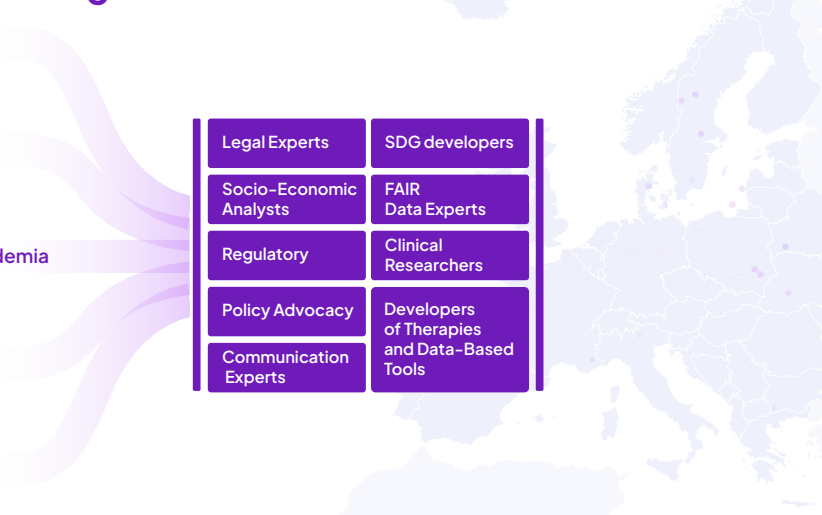 Legal Experts
Socio-Economic
Analysts
Regulatory
Policy Advocacy
Communication
Experts
SDG developers
FAIR
Data Experts
Clinical
Researchers
Developers
of Therapies
and Data-Based
Tools